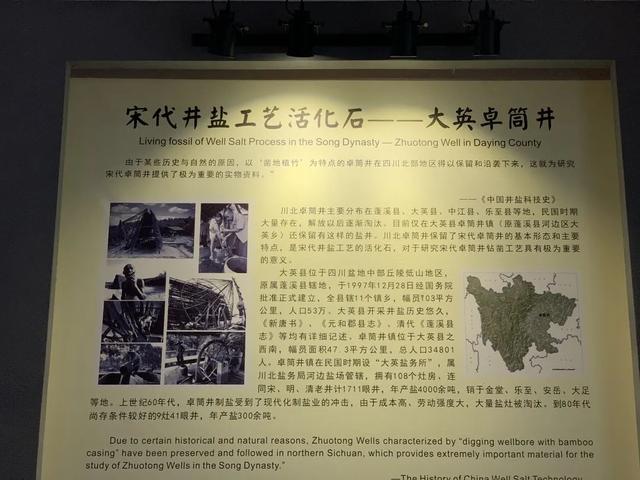 宋代井盐工艺活化石——大英卓筒井
Living fossil of Well Salt Process in the Song Dynasty — Zhuotong Well in Daying County
由于某些历史与自然的原因，以‘凿地植竹’为特点的卓筒井在四川北部地区得以保留和沿袭下来，这就为研究
宋代卓筒井提供了极为重要的实物资料。”
——《中国井盐科技史》
川北卓筒井主要分布在蓬溪县、大英县、中江县、乐至县等地，民国时期
大量存在，解放以后逐渐淘汰。目前仅在大英县卓筒井镇（原蓬溪县河边区大
英乡）还保留有这样的盐井。川北卓筒井保留了宋代卓筒井的基本形态和主要
特点，是宋代井盐工艺的活化石，对于研究宋代卓筒井钻凿工艺具有极为重要
的意义。
大英县位于四川盆地中部丘陵低山地区，
原属蓬溪县辖地，于1997年12月28日经国务院
批准正式建立，全县辖11个镇乡，幅员703平方
公里，人口53万。大英县开采井盐历史悠久，
《新唐书》、《元和郡县志》、清代《蓬溪县
志》等均有详细记述。卓筒井镇位于大英县之
西南，幅员面积47.3平方公里，总人口34801
人。卓筒井镇在民国时期设“大英盐务所”，属
川北盐务局河边盐场管辖，拥有108个灶房、连
同宋、明、清老井计1711眼井，年产盐4000余吨，销于金堂、乐至、安岳、大足
等地。上世纪60年代，卓筒井制盐受到了现代化制盐业的冲击，由于成本高、劳动强度大，大量盐灶被淘汰。到80年代
尚存条件较好的9灶41眼井，年产盐300余吨。
Due to certain historical and natural reasons, Zhuotong Wells characterized by “digging wellbore with bamboo
casing” have been preserved and followed in northern Sichuan, which provides extremely important material for the
study of Zhuotong Wells in the Song Dynasty.”
—The History of China Well Salt Technology